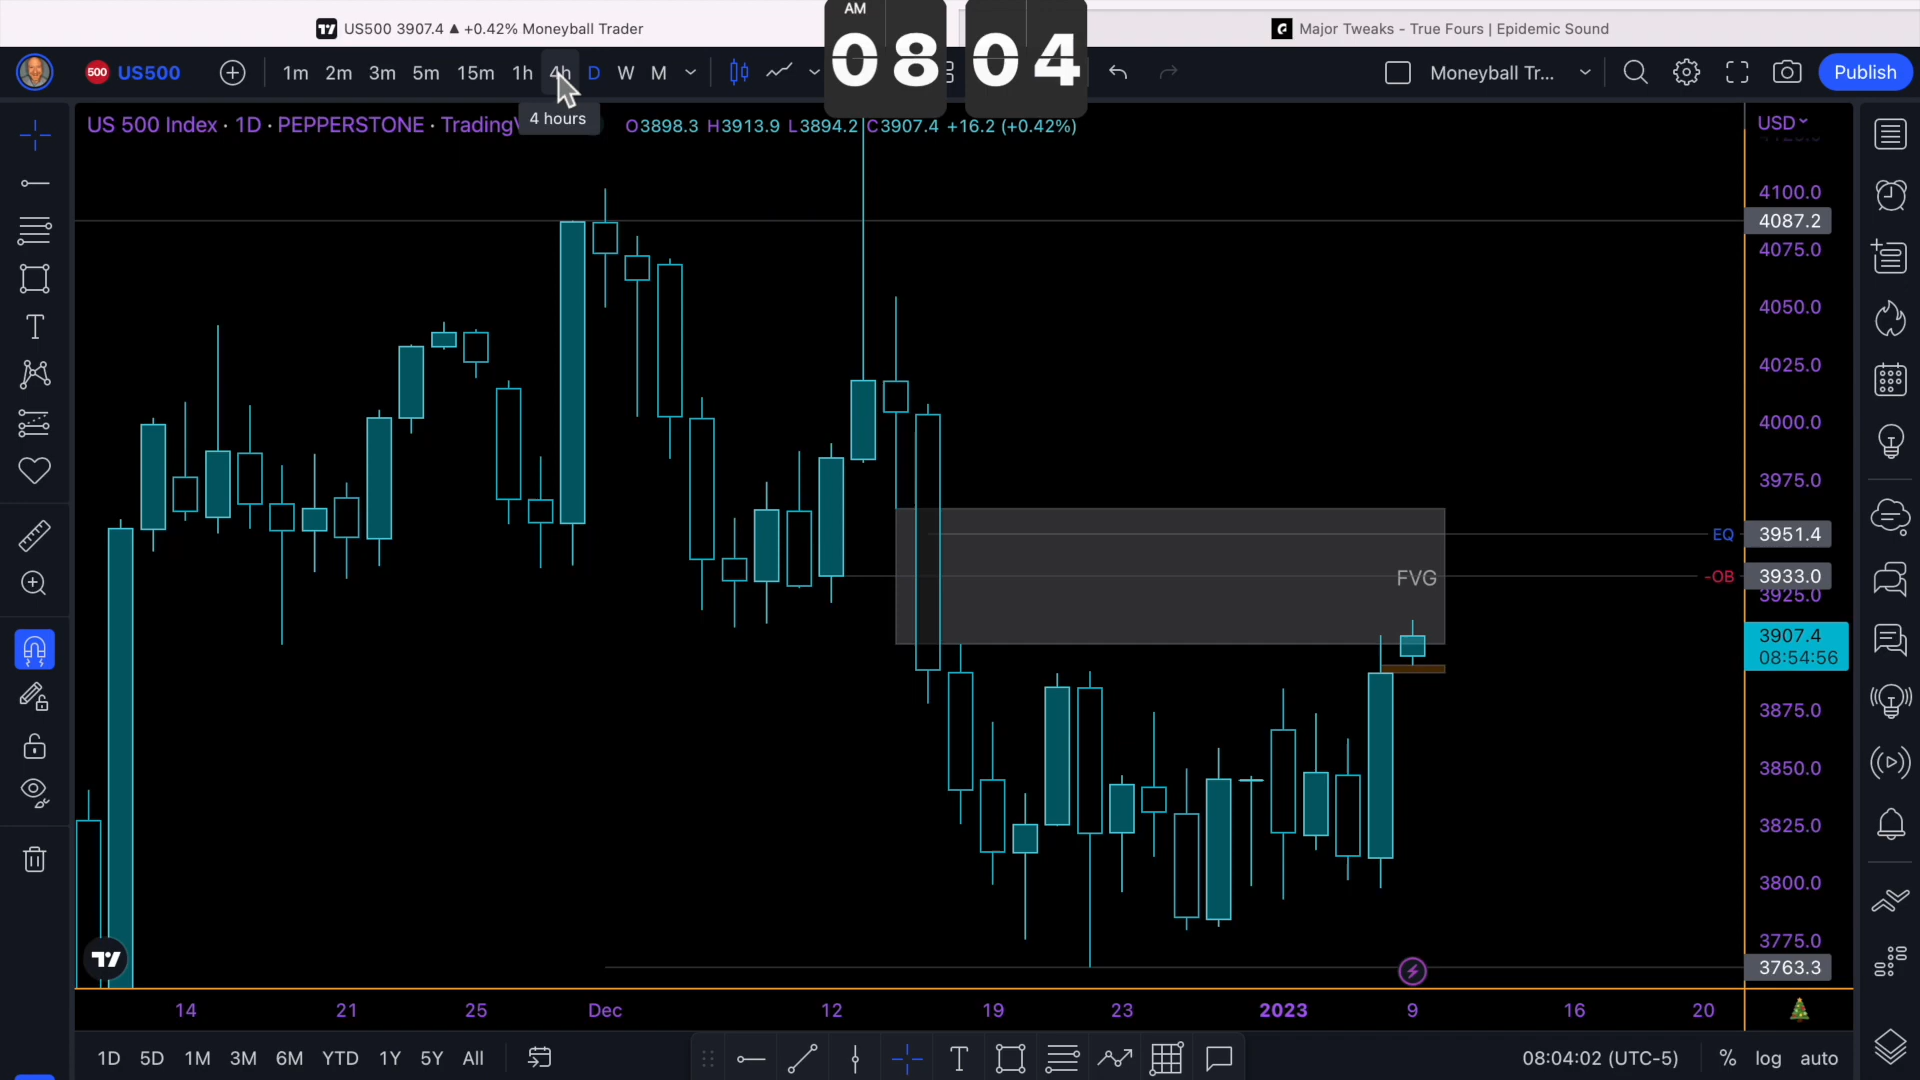 US500 3907.4 ▲ +0.42% Moneyball Trader
Major Tweaks - True Fours | Epidemic Sound
AM
08 04
500 US500
1m 2m 3m 5m 15m 1h 4h D W M
Moneyball Tr...
Publish
4 hours
US 500 Index · 1D · PEPPERSTONE · Trading
O3898.3 H3913.9 L3894.2 C3907.4 +16.2 (+0.42%)
USD
4100.0
4087.2
4075.0
4050.0
4025.0
4000.0
3975.0
EQ 3951.4
FVG
-OB 3933.0
3925.0
3907.4
08:54:56
3875.0
3850.0
3825.0
3800.0
3775.0
3763.3
14 21 25 Dec 12 19 23 2023 9 16 20
1D 5D 1M 3M 6M YTD 1Y 5Y All
08:04:02 (UTC-5) % log auto